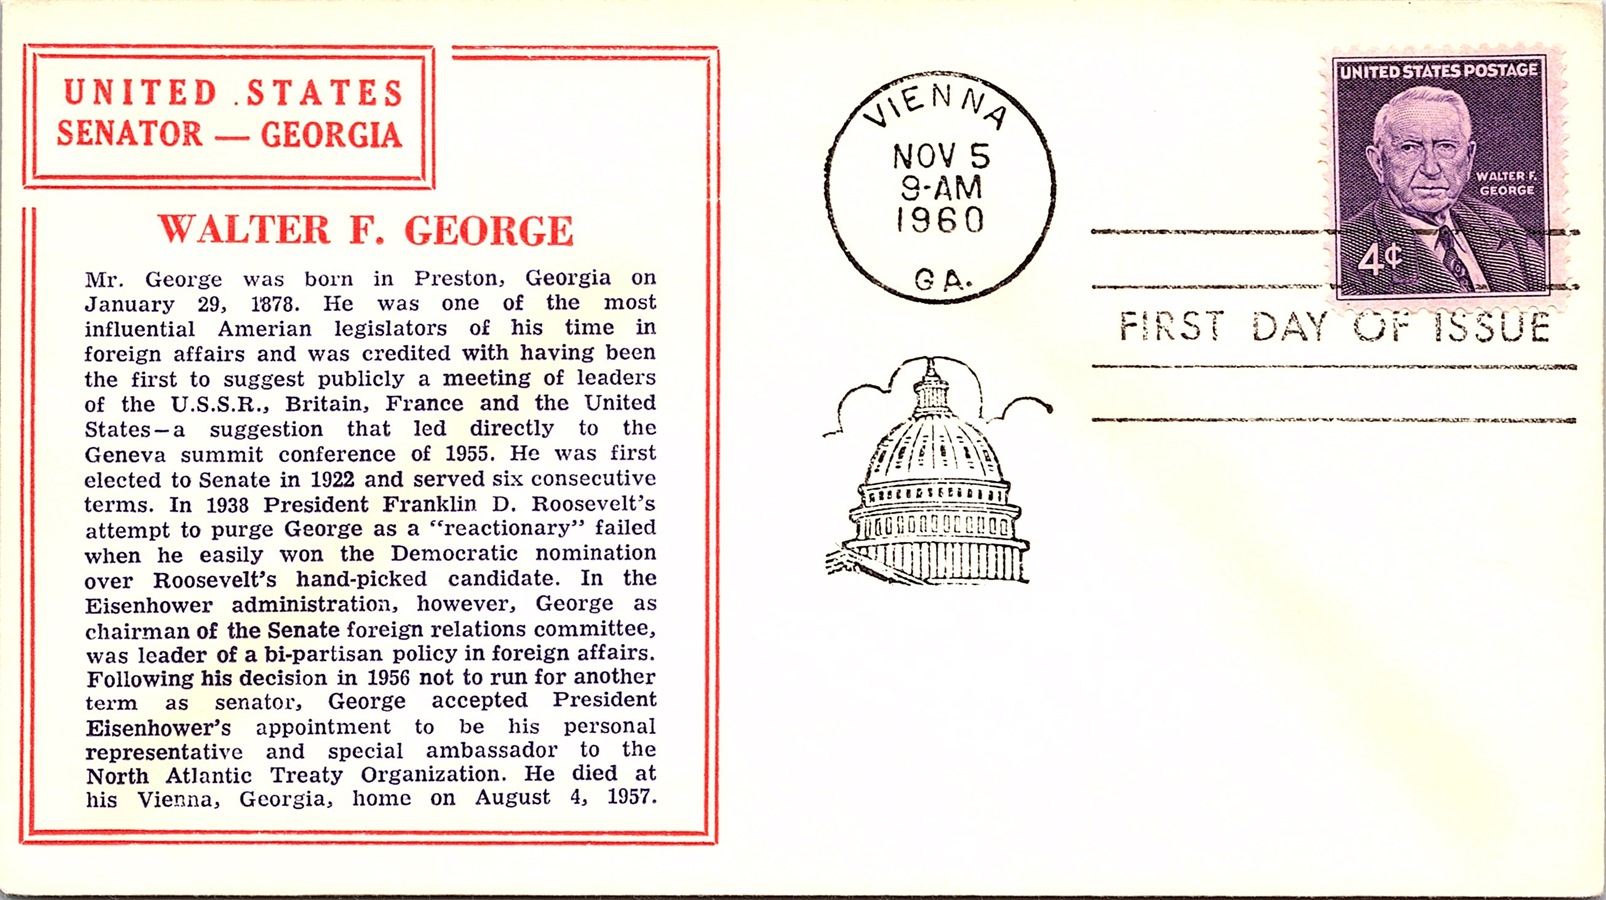 UNITED STATES
SENATOR — GEORGIA
WALTER F. GEORGE
Mr. George was born in Preston, Georgia on
January 29, 1878. He was one of the most
influential Amerian legislators of his time in
foreign affairs and was credited with having been
the first to suggest publicly a meeting of leaders
of the U.S.S.R., Britain, France and the United
States—a suggestion that led directly to the
Geneva summit conference of 1955. He was first
elected to Senate in 1922 and served six consecutive
terms. In 1938 President Franklin D. Roosevelt's
attempt to purge George as a "reactionary" failed
when he easily won the Democratic nomination
over Roosevelt's hand-picked candidate. In the
Eisenhower administration, however, George as
chairman of the Senate foreign relations committee,
was leader of a bi-partisan policy in foreign affairs.
Following his decision in 1956 not to run for another
term as senator, George accepted President
Eisenhower's appointment to be his personal
representative and special ambassador to the
North Atlantic Treaty Organization. He died at
his Vienna, Georgia, home on August 4, 1957.
VIENNA
NOV 5
9-AM
1960
GA.
UNITED STATES POSTAGE
WALTER F.
GEORGE
4¢
FIRST DAY OF ISSUE